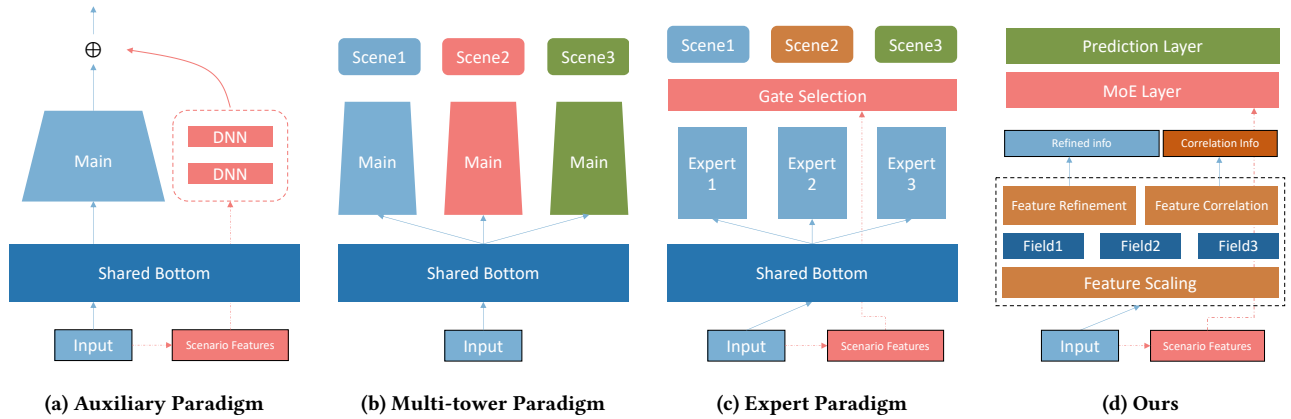 ⊕
DNN
DNN
Main
Shared Bottom
Input
Scenario Features
(a) Auxiliary Paradigm
Scene1
Scene2
Scene3
Main
Main
Main
Shared Bottom
Input
(b) Multi-tower Paradigm
Scene1
Scene2
Scene3
Gate Selection
Expert
1
Expert
2
Expert
3
Shared Bottom
Input
Scenario Features
(c) Expert Paradigm
Prediction Layer
MoE Layer
Refined info
Correlation Info
Feature Refinement
Feature Correlation
Field1
Field2
Field3
Feature Scaling
Input
Scenario Features
(d) Ours